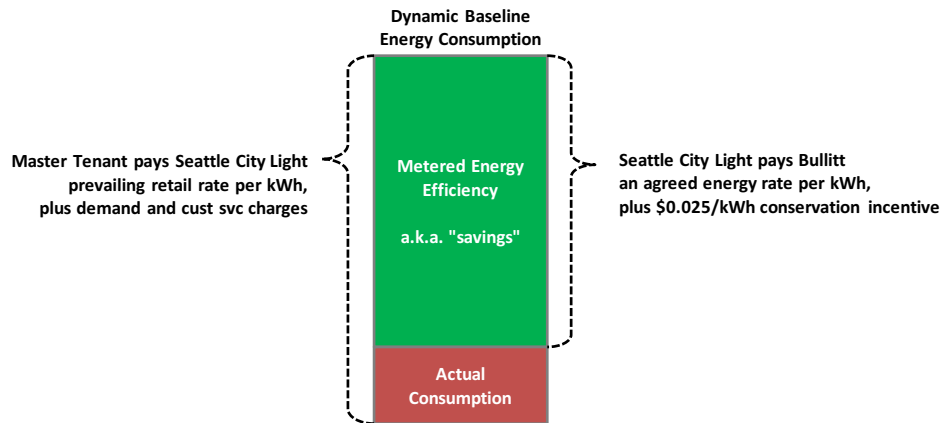 Dynamic Baseline
Energy Consumption
Master Tenant pays Seattle City Light
prevailing retail rate per kWh,
plus demand and cust svc charges
Metered Energy
Efficiency
a.k.a. "savings"
Seattle City Light pays Bullitt
an agreed energy rate per kWh,
plus $0.025/kWh conservation incentive
Actual
Consumption